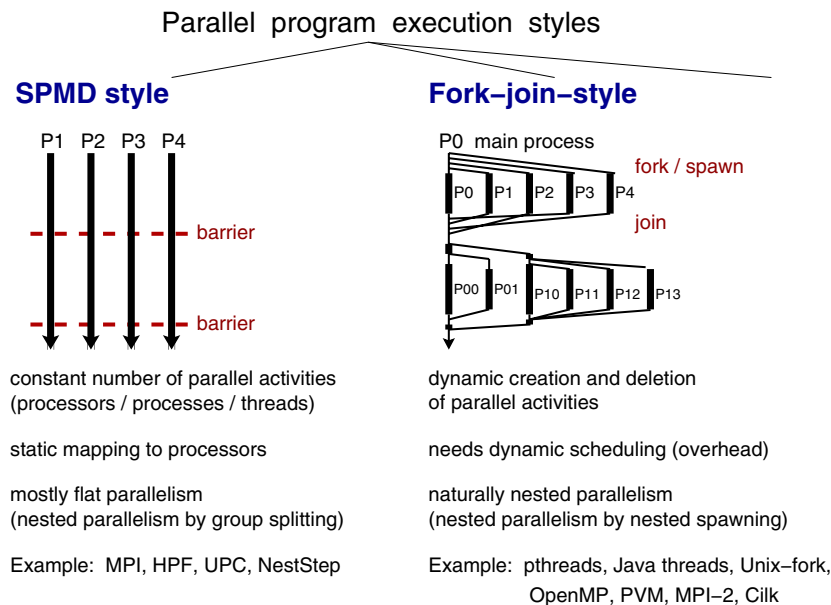 Parallel program execution styles
SPMD style
P1 P2 P3 P4
barrier
barrier
constant number of parallel activities
(processors / processes / threads)
static mapping to processors
mostly flat parallelism
(nested parallelism by group splitting)
Example: MPI, HPF, UPC, NestStep
Fork−join−style
P0 main process
fork / spawn
P0 P1 P2 P3 P4
join
P00 P01 P10 P11 P12 P13
dynamic creation and deletion
of parallel activities
needs dynamic scheduling (overhead)
naturally nested parallelism
(nested parallelism by nested spawning)
Example: pthreads, Java threads, Unix−fork,
OpenMP, PVM, MPI−2, Cilk